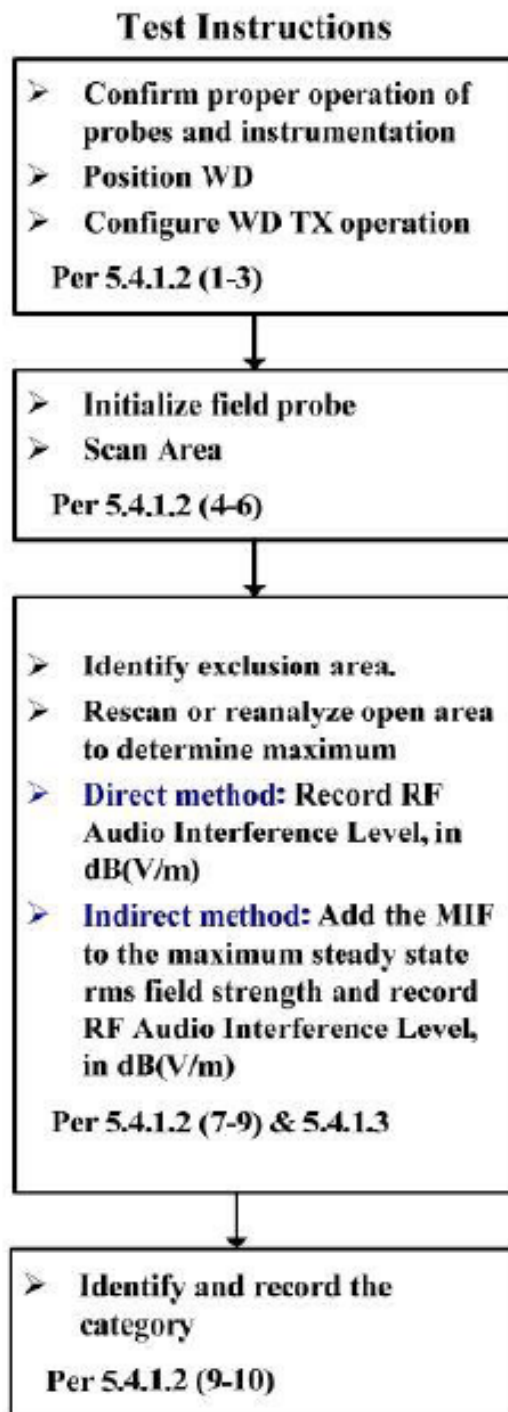 Test Instructions
➤ Confirm proper operation of
probes and instrumentation
➤ Position WD
➤ Configure WD TX operation
Per 5.4.1.2 (1-3)
➤ Initialize field probe
➤ Scan Area
Per 5.4.1.2 (4-6)
➤ Identify exclusion area.
➤ Rescan or reanalyze open area
to determine maximum
➤ Direct method: Record RF
Audio Interference Level, in
dB(V/m)
➤ Indirect method: Add the MIF
to the maximum steady state
rms field strength and record
RF Audio Interference Level,
in dB(V/m)
Per 5.4.1.2 (7-9) & 5.4.1.3
➤ Identify and record the
category
Per 5.4.1.2 (9-10)